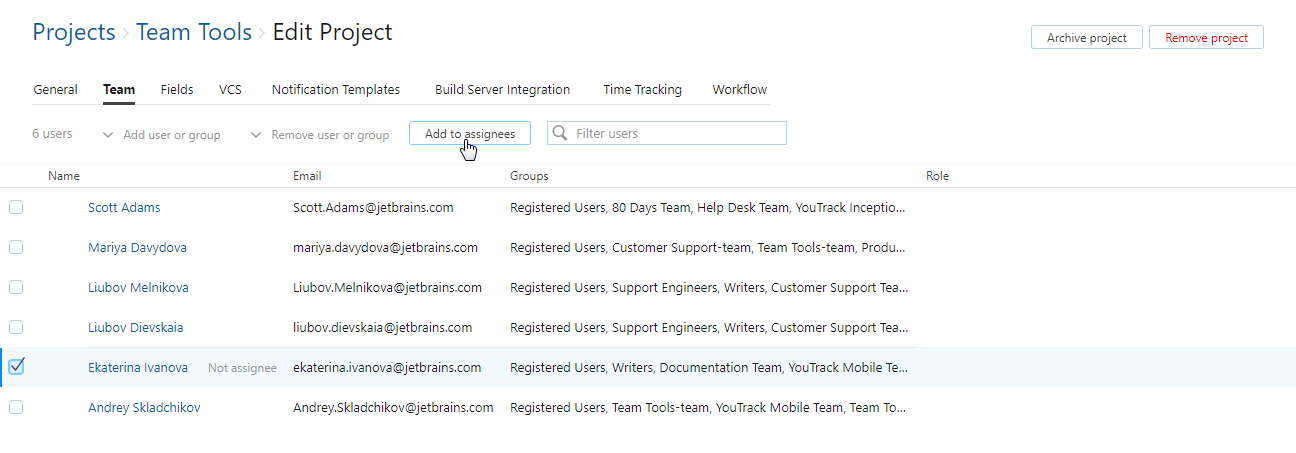 Projects › Team Tools › Edit Project
Archive project
Remove project
General Team Fields VCS Notification Templates Build Server Integration Time Tracking Workflow
6 users Add user or group Remove user or group Add to assignees Filter users
Name Email Groups Role
Scott Adams Scott.Adams@jetbrains.com Registered Users, 80 Days Team, Help Desk Team, YouTrack Inceptio...
Mariya Davydova mariya.davydova@jetbrains.com Registered Users, Customer Support-team, Team Tools-team, Produ...
Liubov Melnikova Liubov.Melnikova@jetbrains.com Registered Users, Support Engineers, Writers, Customer Support Tea...
Liubov Dievskaia liubov.dievskaia@jetbrains.com Registered Users, Support Engineers, Writers, Customer Support Tea...
Ekaterina Ivanova Not assignee ekaterina.ivanova@jetbrains.com Registered Users, Writers, Documentation Team, YouTrack Mobile Te...
Andrey Skladchikov Andrey.Skladchikov@jetbrains.com Registered Users, Team Tools-team, YouTrack Mobile Team, Team To...